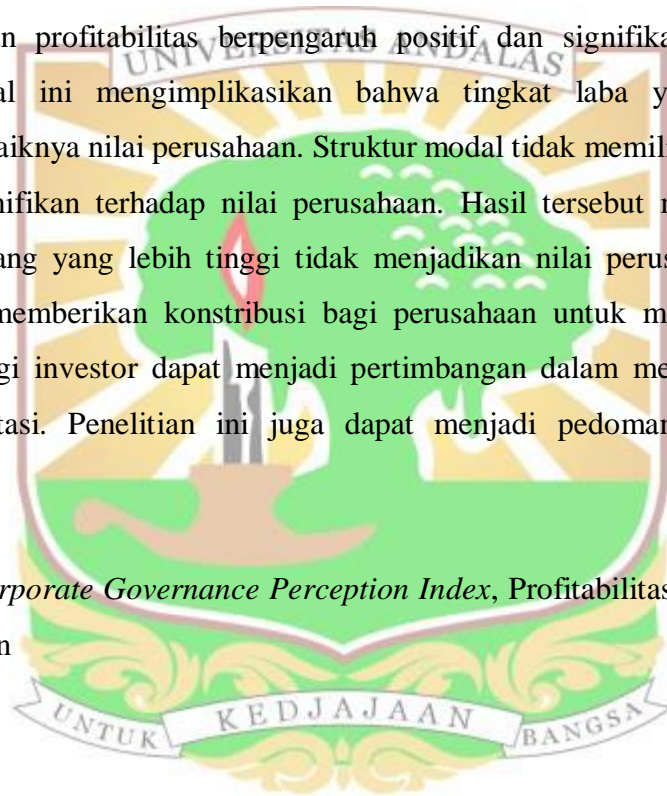 n profitabilitas berpengaruh positif dan signifika
UNIVERSITAS ANDALAS
al ini mengimplikasikan bahwa tingkat laba y
aiknya nilai perusahaan. Struktur modal tidak memili
nifikan terhadap nilai perusahaan. Hasil tersebut
ang yang lebih tinggi tidak menjadikan nilai perus
memberikan konstribusi bagi perusahaan untuk m
gi investor dapat menjadi pertimbangan dalam me
tasi. Penelitian ini juga dapat menjadi pedoman
rporate Governance Perception Index, Profitabilitas
n
UNTUK KEDJAJAAN BANGSA